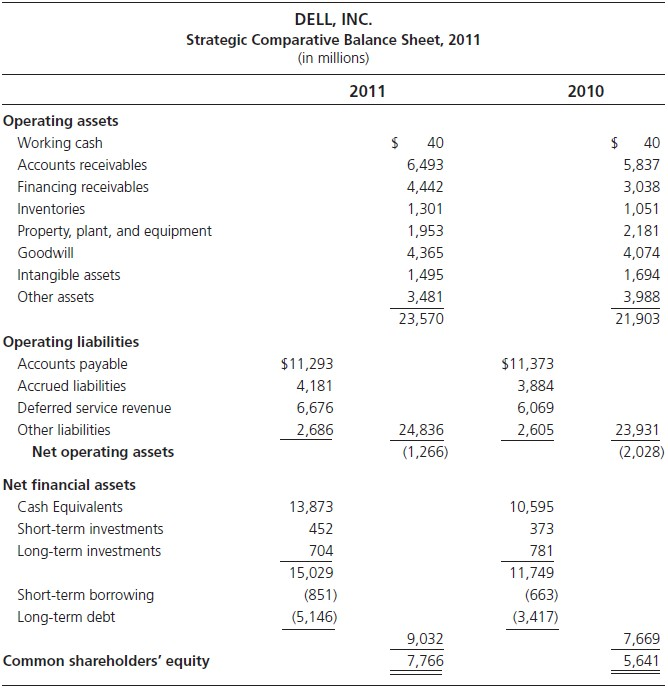 DELL, INC.
Strategic Comparative Balance Sheet, 2011
(in millions)
2011 2010
Operating assets
Working cash $ 40 $ 40
Accounts receivables 6,493 5,837
Financing receivables 4,442 3,038
Inventories 1,301 1,051
Property, plant, and equipment 1,953 2,181
Goodwill 4,365 4,074
Intangible assets 1,495 1,694
Other assets 3,481 3,988
23,570 21,903
Operating liabilities
Accounts payable $11,293 $11,373
Accrued liabilities 4,181 3,884
Deferred service revenue 6,676 6,069
Other liabilities 2,686 24,836 2,605 23,931
Net operating assets (1,266) (2,028)
Net financial assets
Cash Equivalents 13,873 10,595
Short-term investments 452 373
Long-term investments 704 781
15,029 11,749
Short-term borrowing (851) (663)
Long-term debt (5,146) (3,417)
9,032 7,669
Common shareholders’ equity 7,766 5,641